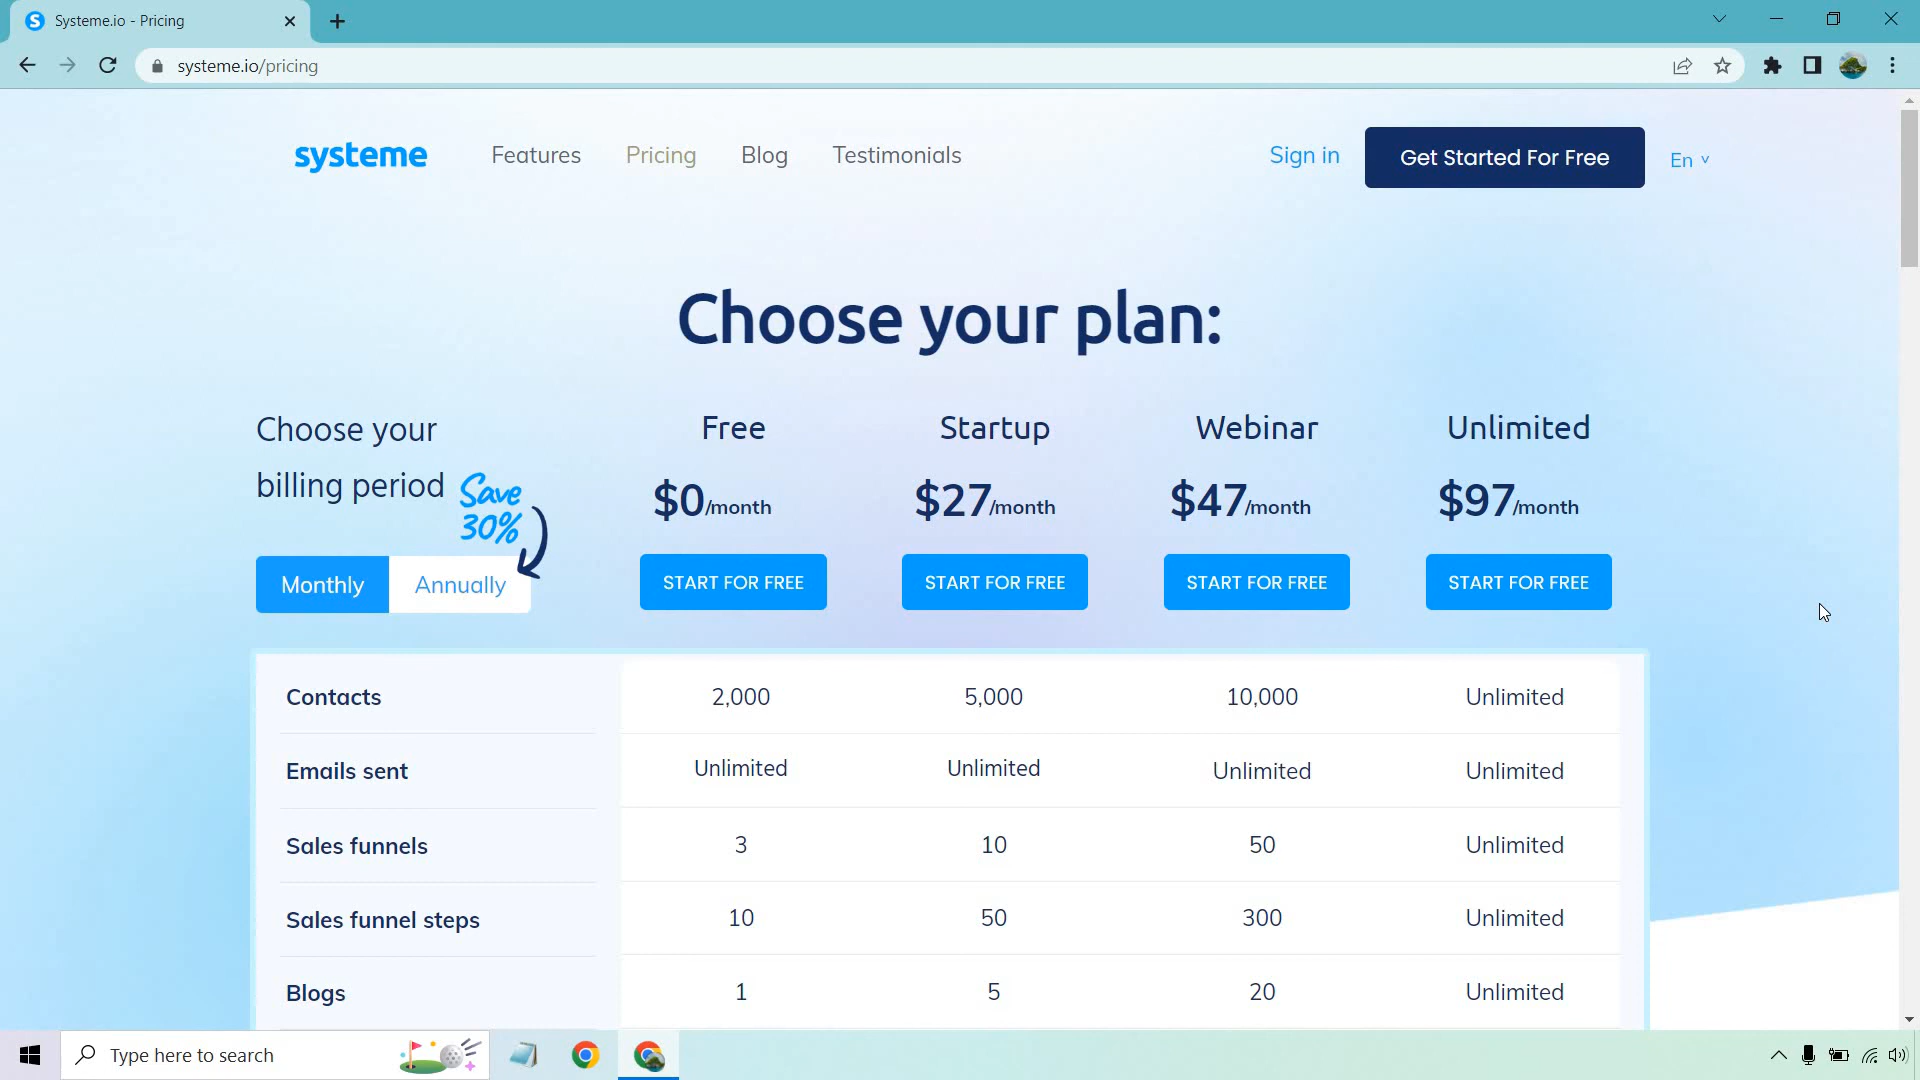 Systeme.io - Pricing
systeme.io/pricing
systeme Features Pricing Blog Testimonials Sign in Get Started For Free En
Choose your plan:
Choose your
billing period
Save
30%
Monthly Annually
Free Startup Webinar Unlimited
$0/month $27/month $47/month $97/month
START FOR FREE START FOR FREE START FOR FREE START FOR FREE
Contacts 2,000 5,000 10,000 Unlimited
Emails sent Unlimited Unlimited Unlimited Unlimited
Sales funnels 3 10 50 Unlimited
Sales funnel steps 10 50 300 Unlimited
Blogs 1 5 20 Unlimited
Type here to search